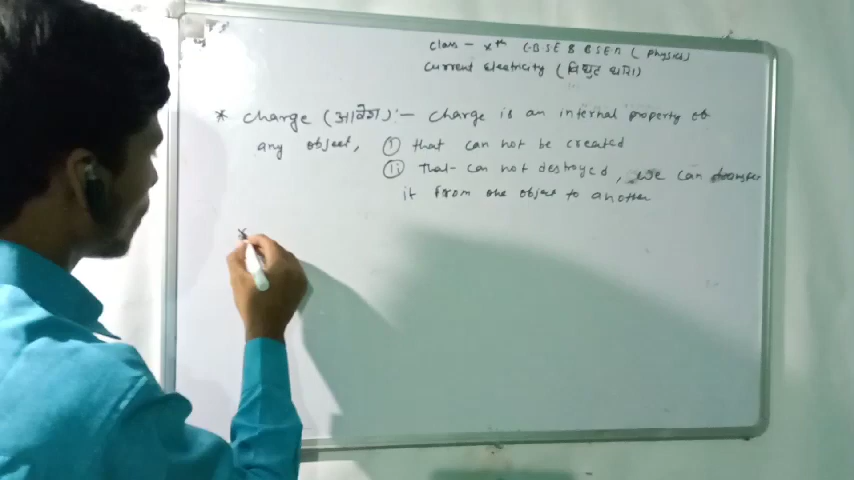 class - xth CBSE & BSEB ( Physics)
Current Electricity (विधुत धारा)
* Charge (आवेश) :- Charge is an internal property of
any object, (i) that can not be created
(ii) That can not destroyed, we can transfer
it from one object to another
*